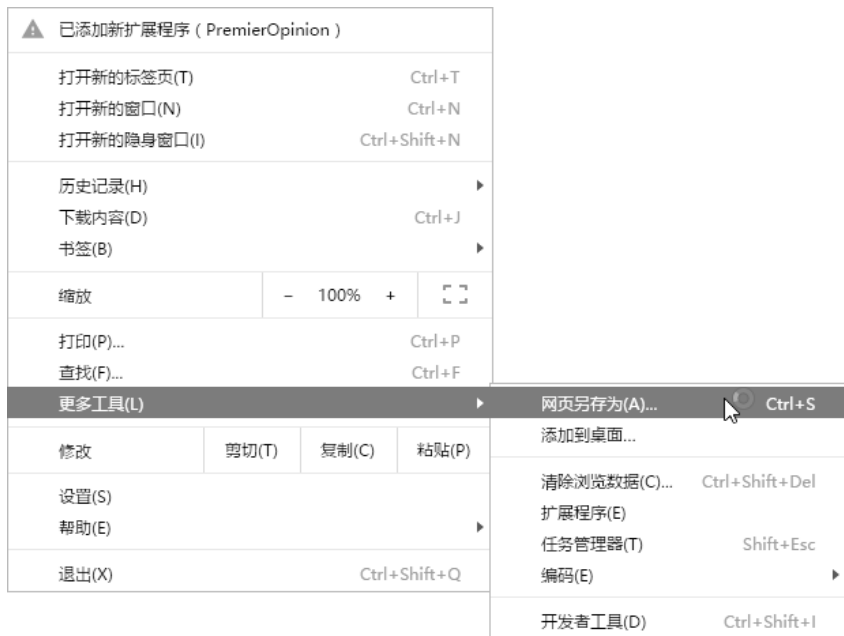 已添加新扩展程序 ( PremierOpinion )
打开新的标签页(T) Ctrl+T
打开新的窗口(N) Ctrl+N
打开新的隐身窗口(I) Ctrl+Shift+N
历史记录(H)
下载内容(D) Ctrl+J
书签(B)
缩放 − 100% +
打印(P)... Ctrl+P
查找(F)... Ctrl+F
更多工具(L)
修改 剪切(T) 复制(C) 粘贴(P)
设置(S)
帮助(E)
退出(X) Ctrl+Shift+Q
网页另存为(A)... Ctrl+S
添加到桌面...
清除浏览数据(C)... Ctrl+Shift+Del
扩展程序(E)
任务管理器(T) Shift+Esc
编码(E)
开发者工具(D) Ctrl+Shift+I